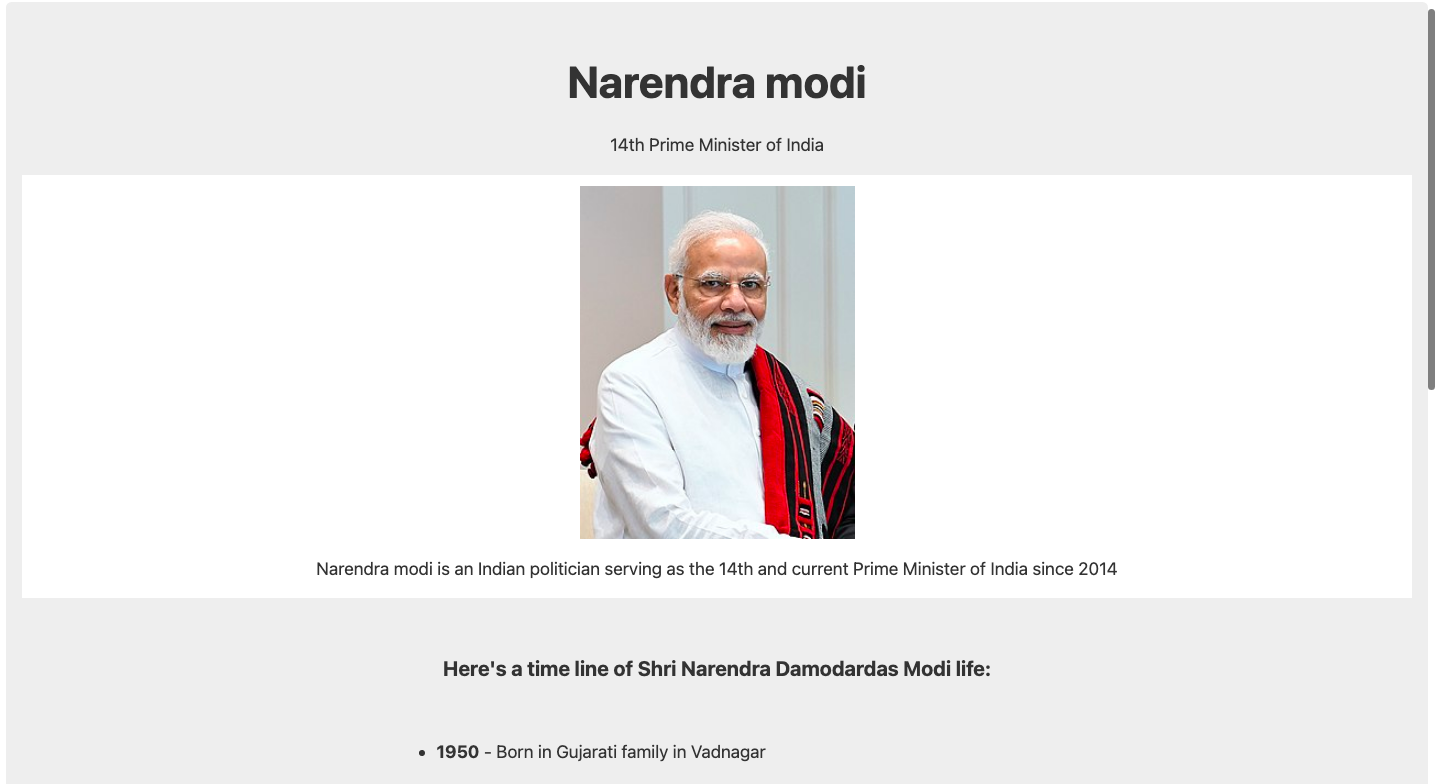 Narendra modi
14th Prime Minister of India
Narendra modi is an Indian politician serving as the 14th and current Prime Minister of India since 2014
Here's a time line of Shri Narendra Damodardas Modi life:
• 1950 - Born in Gujarati family in Vadnagar